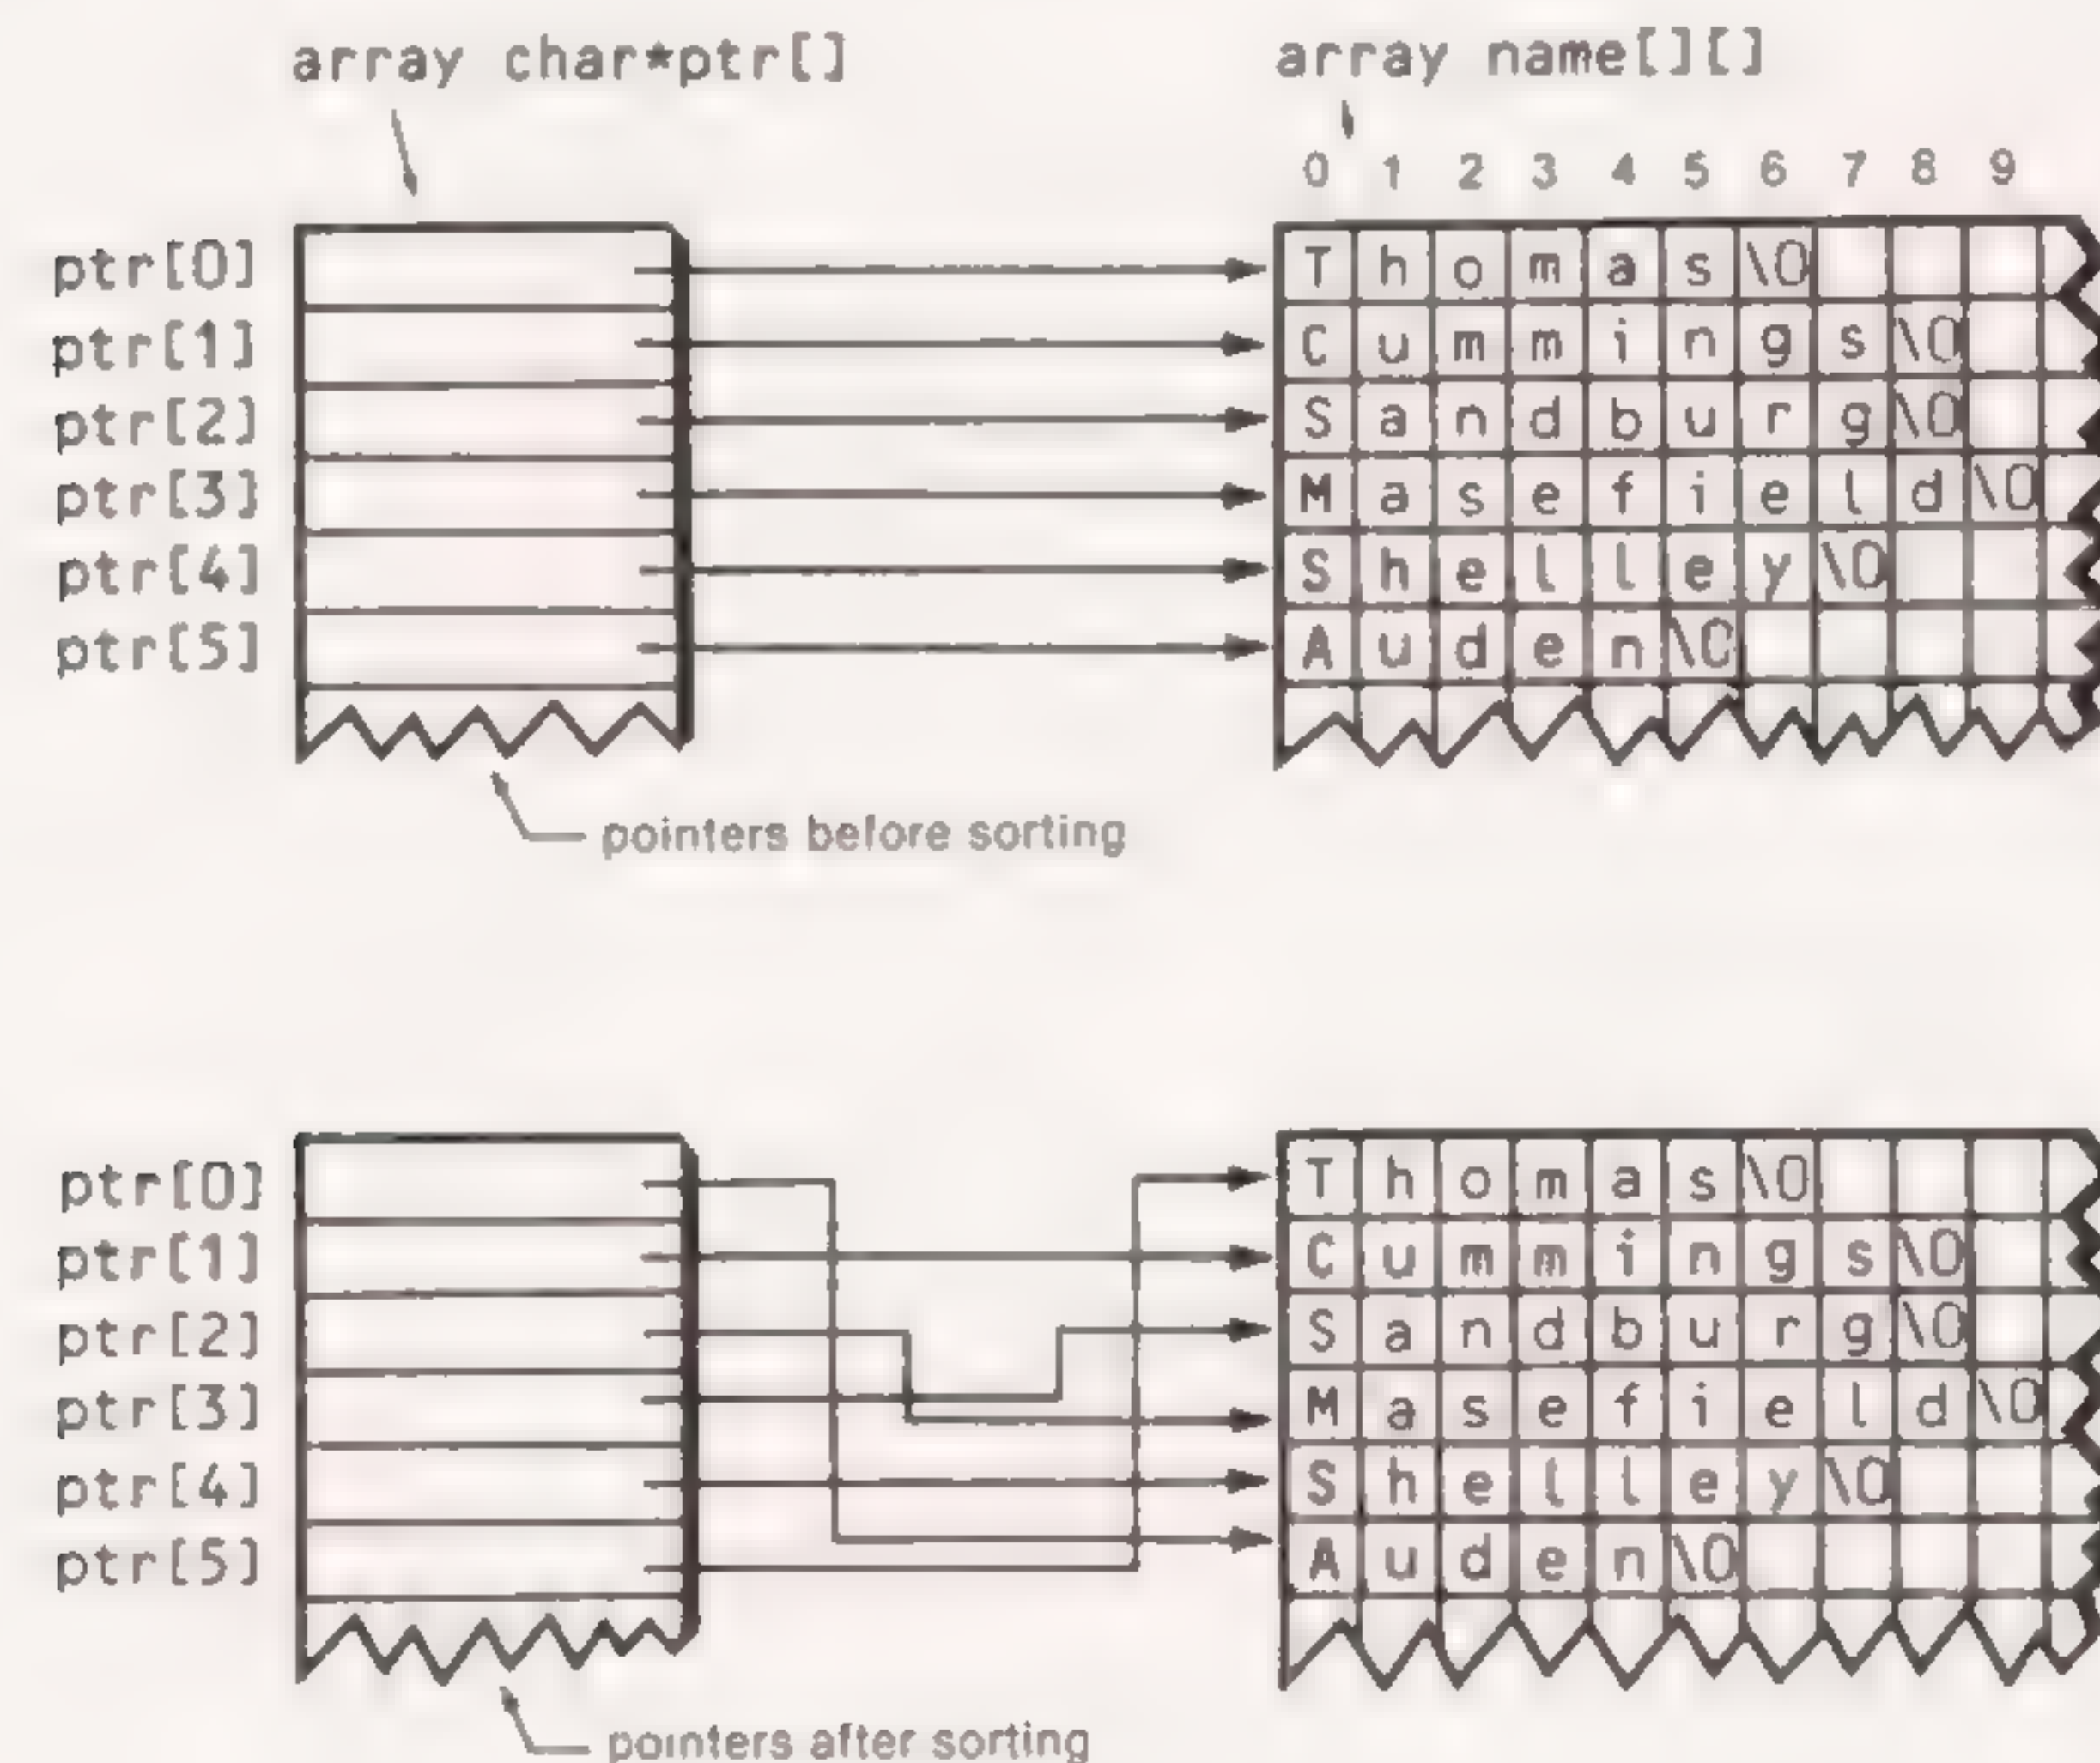 array char*ptr[] array name[][]
0 1 2 3 4 5 6 7 8 9
ptr[0] T h o m a s \0
ptr[1] C u m m i n g s \0
ptr[2] S a n d b u r g \0
ptr[3] M a s e f i e l d \0
ptr[4] S h e l l e y \0
ptr[5] A u d e n \0
pointers before sorting
ptr[0] T h o m a s \0
ptr[1] C u m m i n g s \0
ptr[2] S a n d b u r g \0
ptr[3] M a s e f i e l d \0
ptr[4] S h e l l e y \0
ptr[5] A u d e n \0
pointers after sorting